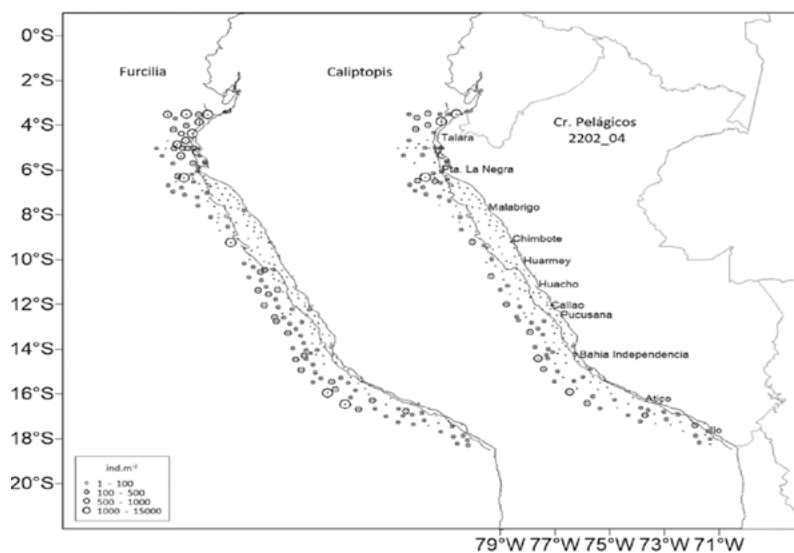 0°S
2°S
Furcilia
Caliptopis
4°S
Cr. Pelágicos
2202_04
Talara
6°S
Pta. La Negra
Malabrigo
8°S
Chimbote
10°S
Huarmey
Huacho
12°S
Callao
Pucusana
14°S
Bahia Independencia
16°S
Atico
18°S
Ilo
ind.m⁻²
1 - 100
100 - 500
500 - 1000
1000 - 15000
20°S
79°W 77°W 75°W 73°W 71°W